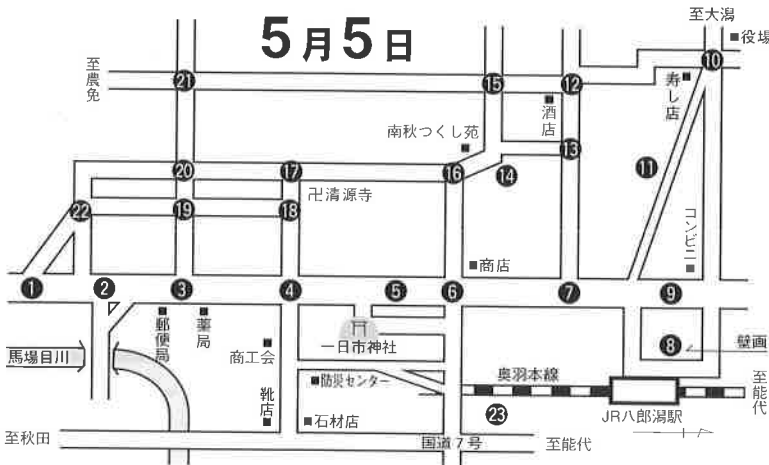 5月5日
至大潟
役場
至農免
㉑
⑮
⑫
⑩
酒店
寿し店
南秋つくし苑
⑬
⑪
⑳
⑰
⑯
⑭
卍清源寺
㉒
⑲
⑱
コンビニ
商店
①
②
③
④
⑤
⑥
⑦
⑨
郵便局
薬局
一日市神社
⑧
壁画
馬場目川
商工会
防災センター
奥羽本線
至能代
靴店
石材店
㉓
JR八郎潟駅
至秋田
国道7号
至能代